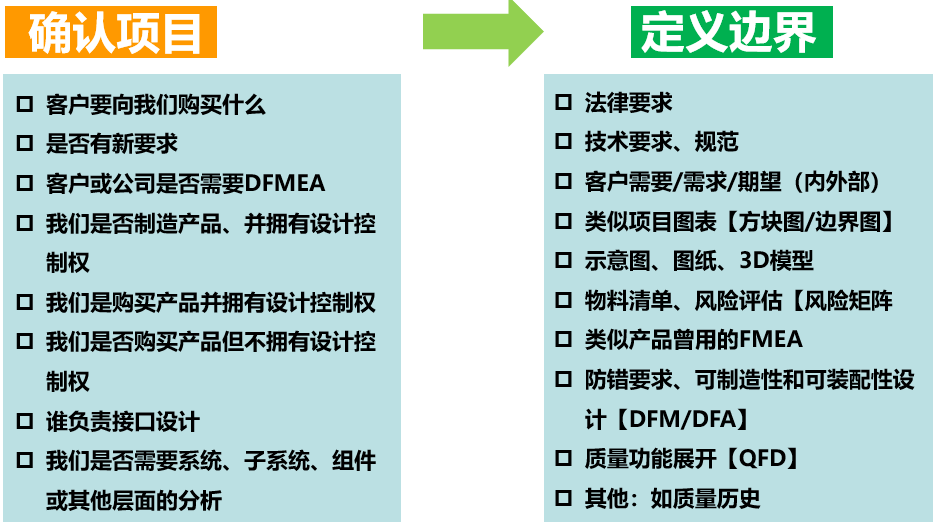 确认项目
客户要向我们购买什么
是否有新要求
客户或公司是否需要DFMEA
我们是否制造产品、并拥有设计控
制权
我们是购买产品并拥有设计控制权
我们是否购买产品但不拥有设计控
制权
谁负责接口设计
我们是否需要系统、子系统、组件
或其他层面的分析
定义边界
法律要求
技术要求、规范
客户需要/需求/期望（内外部）
类似项目图表【方块图/边界图】
示意图、图纸、3D模型
物料清单、风险评估【风险矩阵
类似产品曾用的FMEA
防错要求、可制造性和可装配性设
计【DFM/DFA】
质量功能展开【QFD】
其他：如质量历史